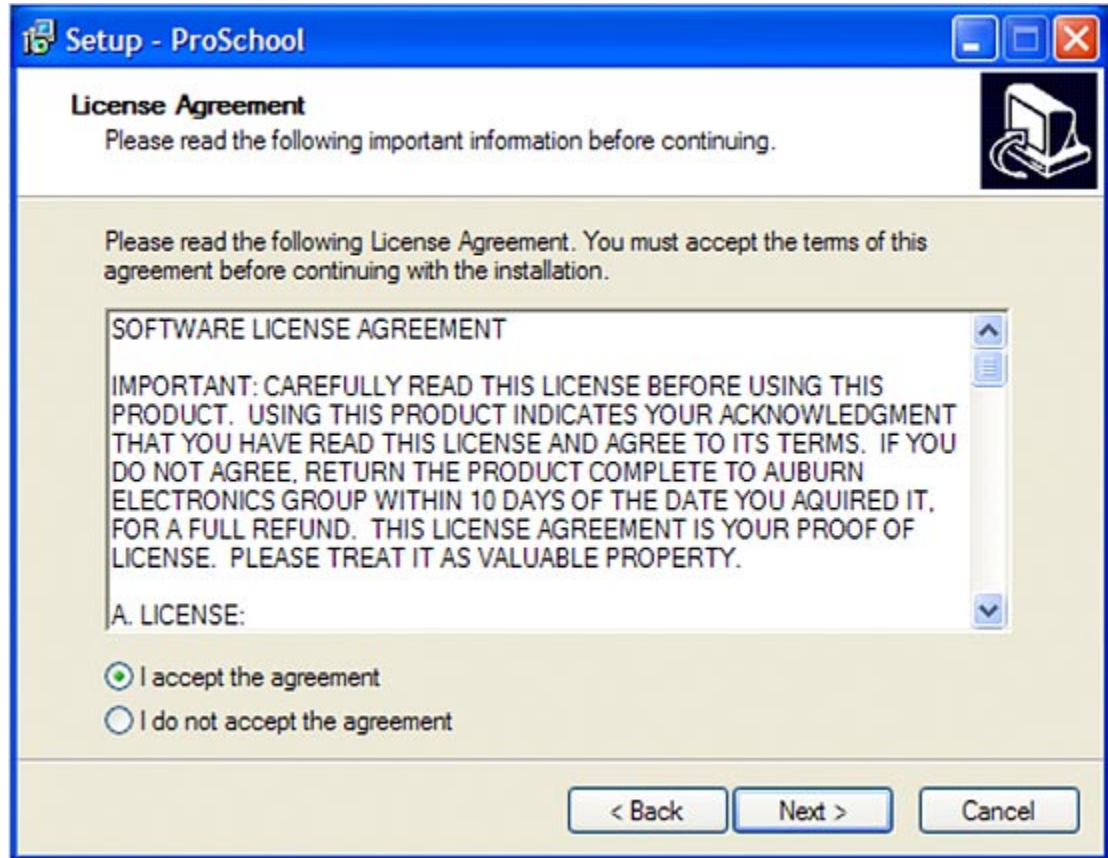 Setup - ProSchool
License Agreement
Please read the following important information before continuing.
Please read the following License Agreement. You must accept the terms of this
agreement before continuing with the installation.
SOFTWARE LICENSE AGREEMENT
IMPORTANT: CAREFULLY READ THIS LICENSE BEFORE USING THIS
PRODUCT.  USING THIS PRODUCT INDICATES YOUR ACKNOWLEDGMENT
THAT YOU HAVE READ THIS LICENSE AND AGREE TO ITS TERMS.  IF YOU
DO NOT AGREE, RETURN THE PRODUCT COMPLETE TO AUBURN
ELECTRONICS GROUP WITHIN 10 DAYS OF THE DATE YOU AQUIRED IT,
FOR A FULL REFUND.  THIS LICENSE AGREEMENT IS YOUR PROOF OF
LICENSE.  PLEASE TREAT IT AS VALUABLE PROPERTY.
A. LICENSE:
I accept the agreement
I do not accept the agreement
< Back Next > Cancel